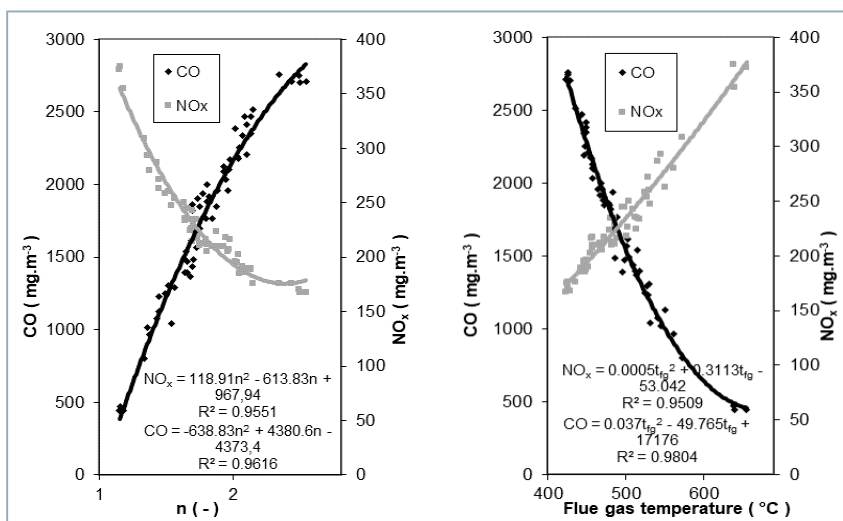 3000
2500
2000
1500
1000
500
0
CO ( mg.m-3 )
400
350
300
250
200
150
100
50
0
NOx ( mg.m-3 )
CO
NOx
NOx = 118.91n² - 613.83n +
967,94
R² = 0.9551
CO = -638.83n² + 4380.6n -
4373,4
R² = 0.9616
1 2
n ( - )
3000
2500
2000
1500
1000
500
0
CO ( mg.m-3 )
400
350
300
250
200
150
100
50
0
NOx ( mg.m-3 )
CO
NOx
NOx = 0.0005tfg² + 0.3113tfg -
53.042
R² = 0.9509
CO = 0.037tfg² - 49.765tfg +
17176
R² = 0.9804
400 500 600
Flue gas temperature ( °C )